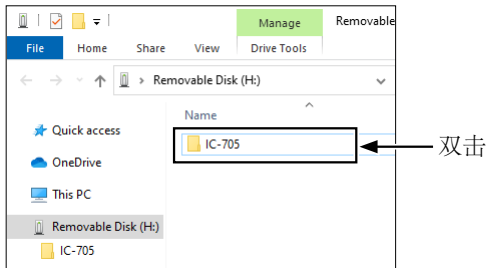 Manage
Removable
File
Home
Share
View
Drive Tools
Removable Disk (H:)
Name
Quick access
IC-705
双击
OneDrive
This PC
Removable Disk (H:)
IC-705